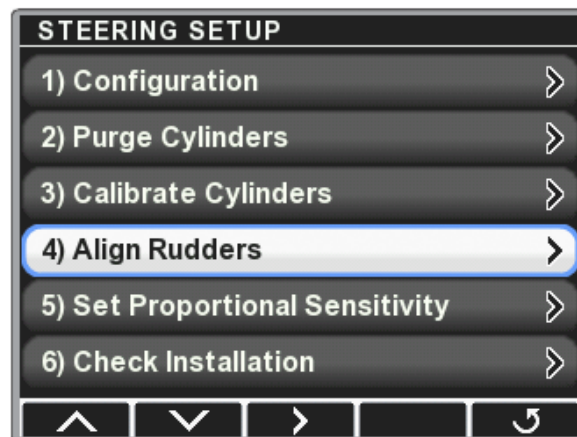 STEERING SETUP
1) Configuration
2) Purge Cylinders
3) Calibrate Cylinders
4) Align Rudders
5) Set Proportional Sensitivity
6) Check Installation